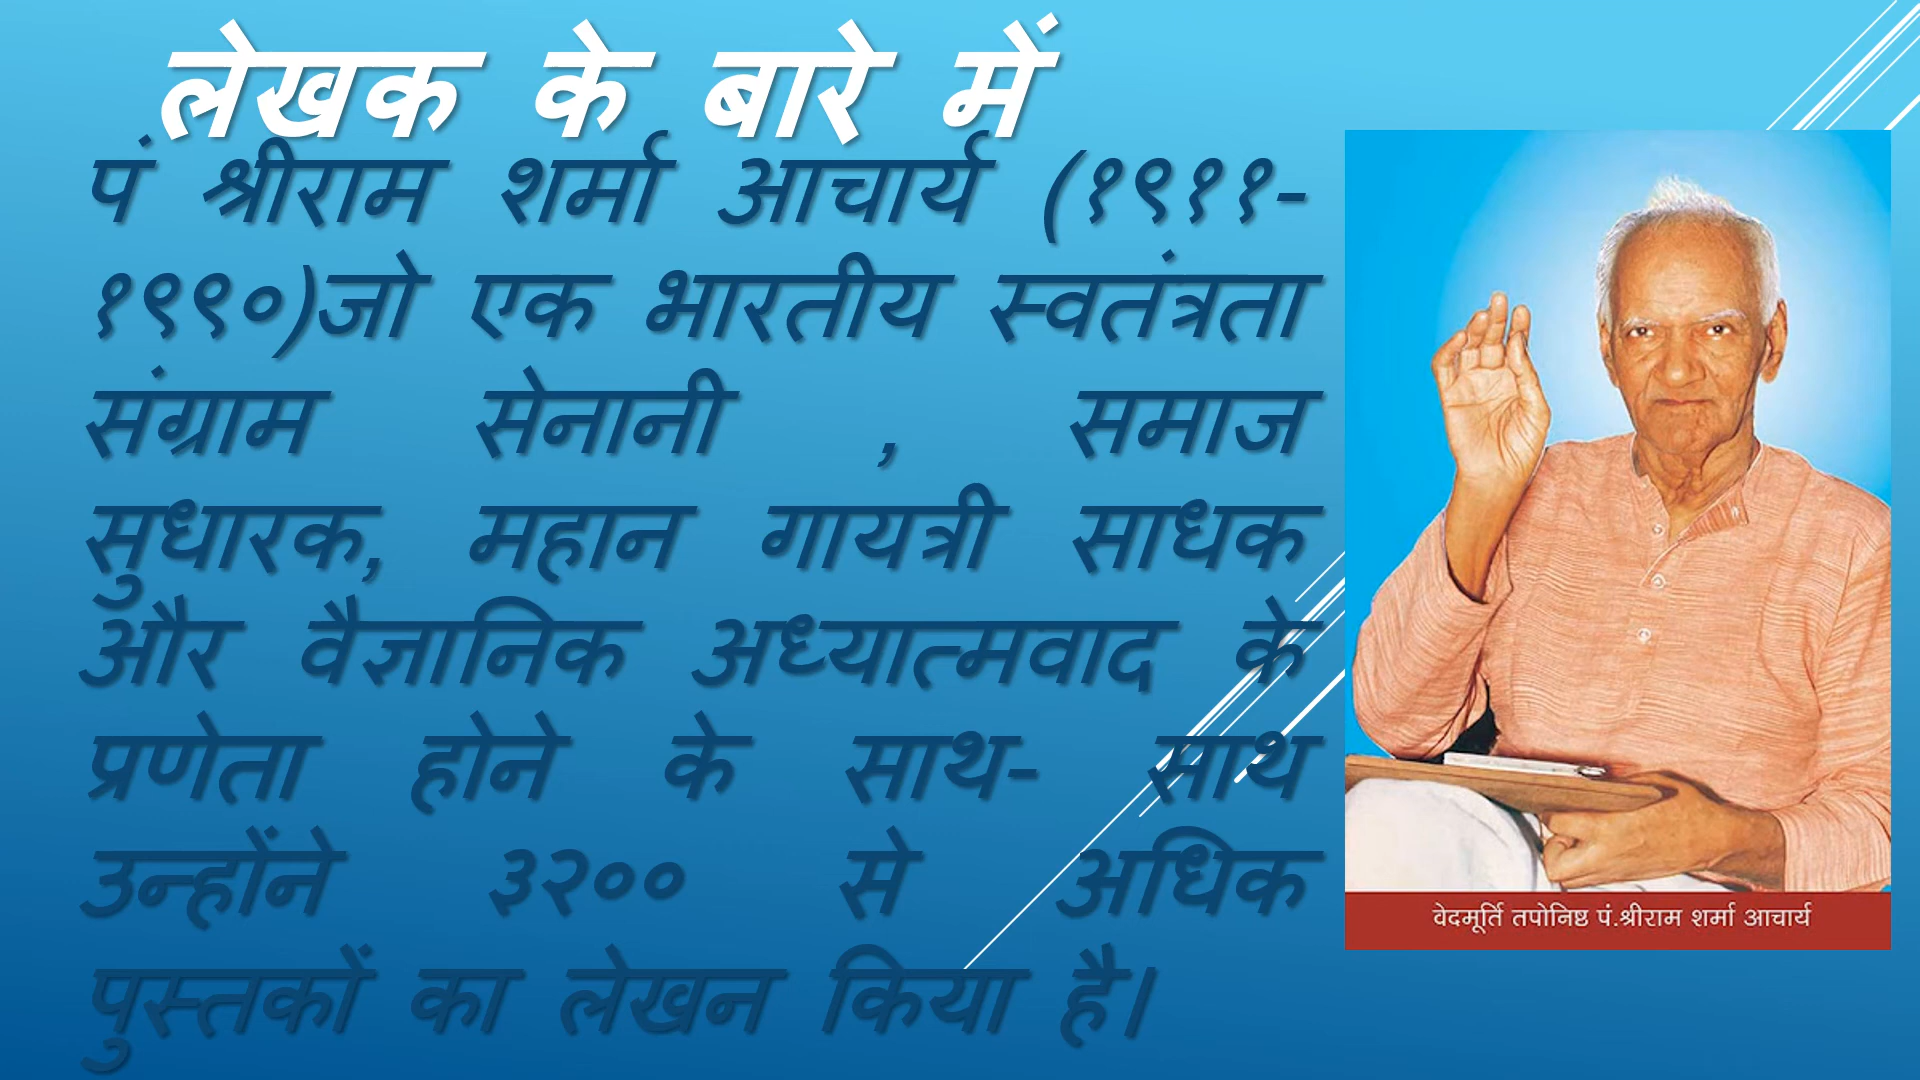 लेखक के बारे में
पं श्रीराम शर्मा आचार्य (१९११-
१९९०)जो एक भारतीय स्वतंत्रता
संग्राम सेनानी , समाज
सुधारक, महान गायत्री साधक
और वैज्ञानिक अध्यात्मवाद के
प्रणेता होने के साथ- साथ
उन्होंने ३२०० से अधिक
पुस्तकों का लेखन किया है।
वेदमूर्ति तपोनिष्ठ पं.श्रीराम शर्मा आचार्य